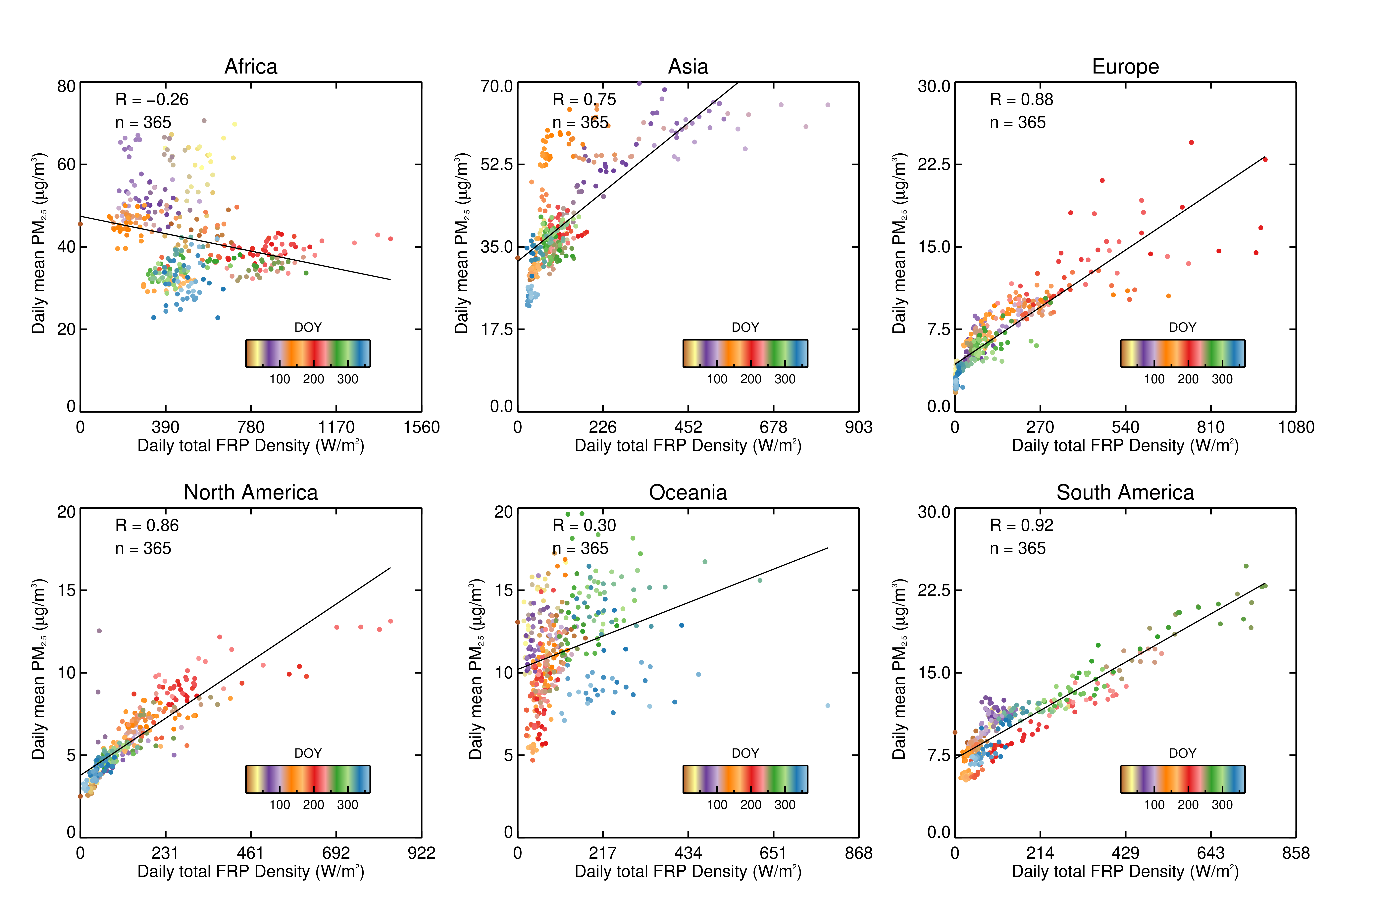 Africa
R = −0.26
n = 365
Daily mean PM2.5 (µg/m³)
80
60
40
20
0
DOY
100 200 300
0 390 780 1170 1560
Daily total FRP Density (W/m²)
Asia
R = 0.75
n = 365
Daily mean PM2.5 (µg/m³)
70.0
52.5
35.0
17.5
0.0
DOY
100 200 300
0 226 452 678 903
Daily total FRP Density (W/m²)
Europe
R = 0.88
n = 365
Daily mean PM2.5 (µg/m³)
30.0
22.5
15.0
7.5
0.0
DOY
100 200 300
0 270 540 810 1080
Daily total FRP Density (W/m²)
North America
R = 0.86
n = 365
Daily mean PM2.5 (µg/m³)
20
15
10
5
0
DOY
100 200 300
0 231 461 692 922
Daily total FRP Density (W/m²)
Oceania
R = 0.30
n = 365
Daily mean PM2.5 (µg/m³)
20
15
10
5
0
DOY
100 200 300
0 217 434 651 868
Daily total FRP Density (W/m²)
South America
R = 0.92
n = 365
Daily mean PM2.5 (µg/m³)
30.0
22.5
15.0
7.5
0.0
DOY
100 200 300
0 214 429 643 858
Daily total FRP Density (W/m²)